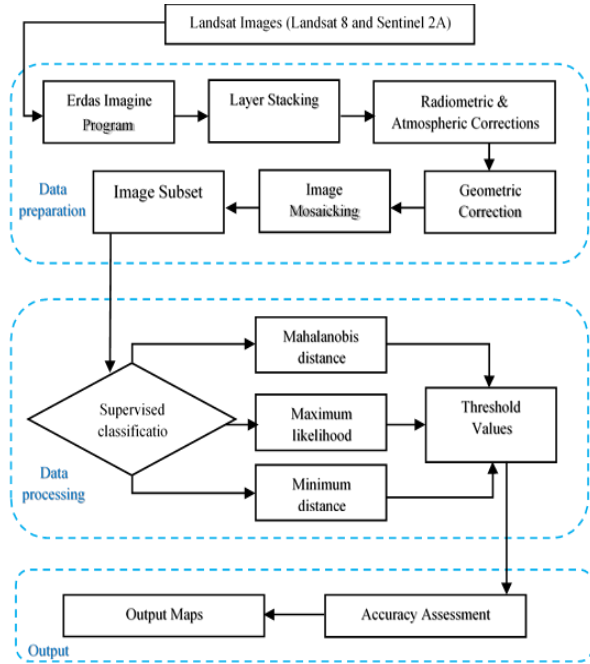 Landsat Images (Landsat 8 and Sentinel 2A)
Erdas Imagine
Program
Layer Stacking
Radiometric &
Atmospheric Corrections
Data
preparation
Image Subset
Image
Mosaicking
Geometric
Correction
Mahalanobis
distance
Supervised
classificatio
Maximum
likelihood
Threshold
Values
Data
processing
Minimum
distance
Output Maps
Accuracy Assessment
Output